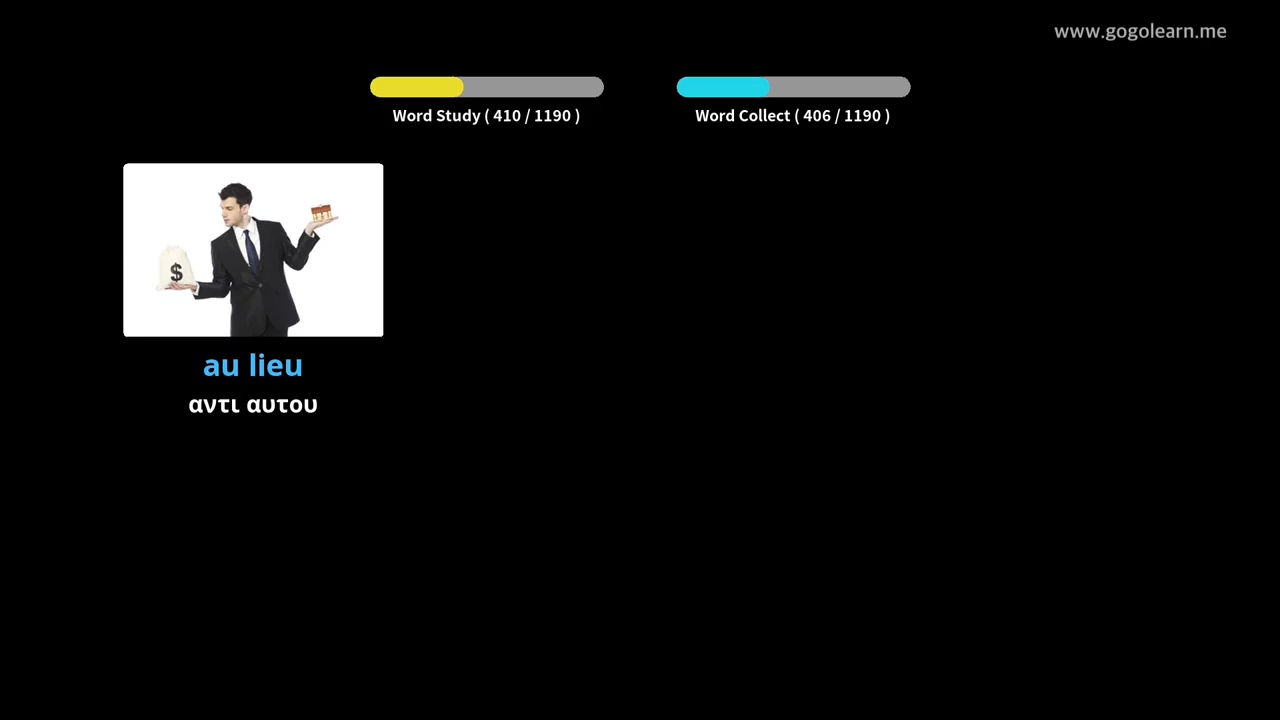 www.gogolearn.me
Word Study ( 410 / 1190 )
Word Collect ( 406 / 1190 )
$
au lieu
αντι αυτου